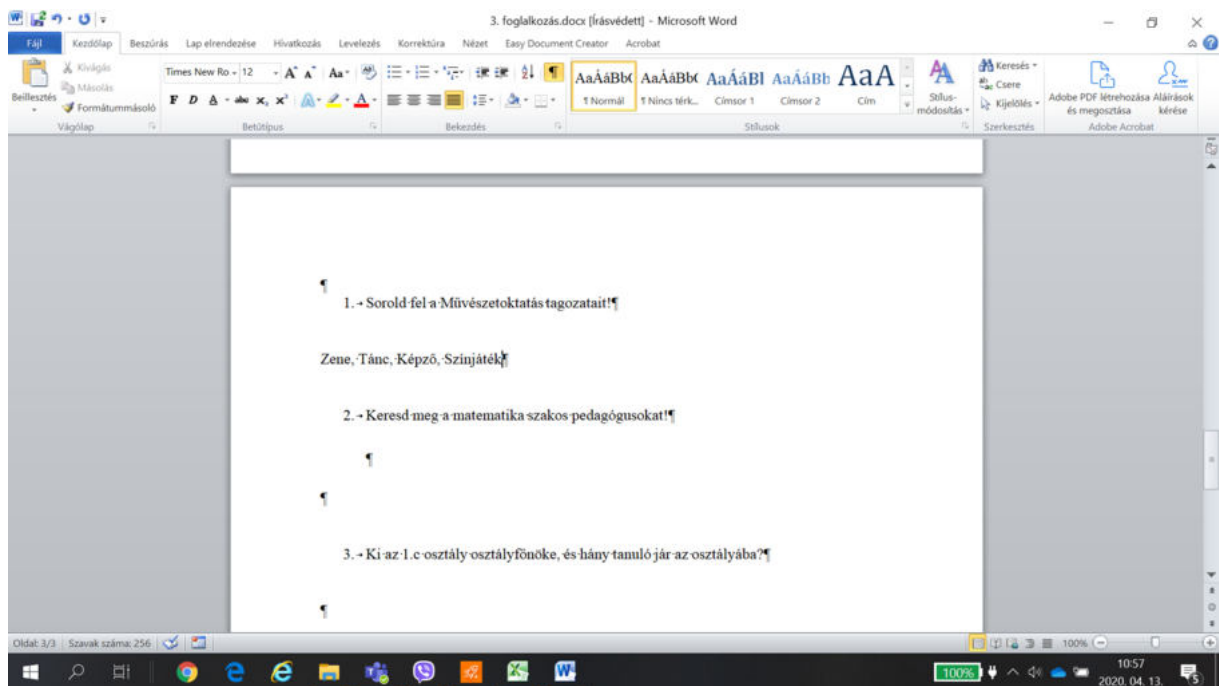 3. foglalkozás.docx [Írásvédett] - Microsoft Word
Fájl Kezdőlap Beszúrás Lap elrendezése Hivatkozás Levelezés Korrektúra Nézet Easy Document Creator Acrobat
Beillesztés
Kivágás
Másolás
Formátummásoló
Vágólap
Times New Ro 12
Betűtípus
Bekezdés
AaÁáBb( AaÁáBb( AaÁáBl AaÁáBb AaA
¶ Normál ¶ Nincs térk... Címsor 1 Címsor 2 Cím
Stílus-
módosítás
Stílusok
Keresés
Csere
Kijelölés
Szerkesztés
Adobe PDF létrehozása
és megosztása
Aláírások
kérése
Adobe Acrobat
1. Sorold fel a Művészetoktatás tagozatait!¶
Zene, Tánc, Képző, Színjáték¶
2. Keresd meg a matematika szakos pedagógusokat!¶
3. Ki az 1.c osztály osztályfőnöke, és hány tanuló jár az osztályába?¶
Oldal: 3/3 Szavak száma: 256
100%
100%
10:57
2020. 04. 13.